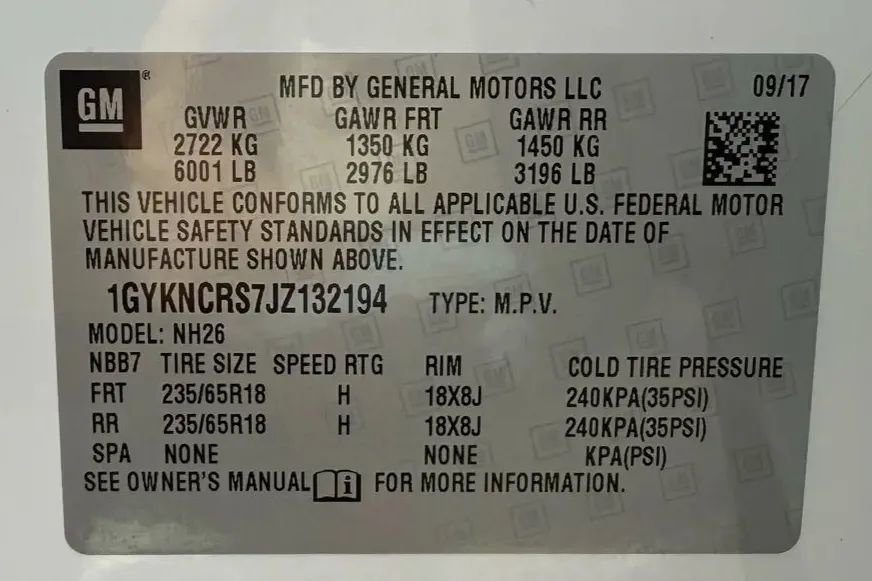 GM® MFD BY GENERAL MOTORS LLC 09/17
GVWR GAWR FRT GAWR RR
2722 KG 1350 KG 1450 KG
6001 LB 2976 LB 3196 LB
THIS VEHICLE CONFORMS TO ALL APPLICABLE U.S. FEDERAL MOTOR
VEHICLE SAFETY STANDARDS IN EFFECT ON THE DATE OF
MANUFACTURE SHOWN ABOVE.
1GYKNCRS7JZ132194 TYPE: M.P.V.
MODEL: NH26
NBB7 TIRE SIZE SPEED RTG RIM COLD TIRE PRESSURE
FRT 235/65R18 H 18X8J 240KPA(35PSI)
RR 235/65R18 H 18X8J 240KPA(35PSI)
SPA NONE NONE KPA(PSI)
SEE OWNER'S MANUAL i FOR MORE INFORMATION.